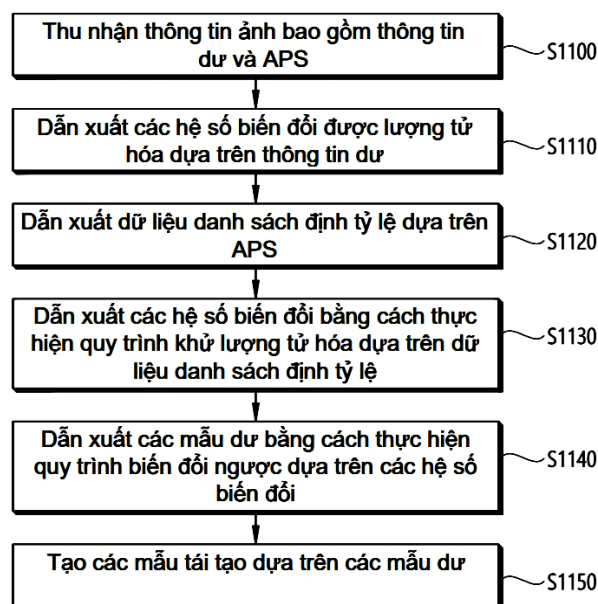 Thu nhận thông tin ảnh bao gồm thông tin
dư và APS
S1100
Dẫn xuất các hệ số biến đổi được lượng tử
hóa dựa trên thông tin dư
S1110
Dẫn xuất dữ liệu danh sách định tỷ lệ dựa trên
APS
S1120
Dẫn xuất các hệ số biến đổi bằng cách thực
hiện quy trình khử lượng tử hóa dựa trên dữ
liệu danh sách định tỷ lệ
S1130
Dẫn xuất các mẫu dư bằng cách thực hiện
quy trình biến đổi ngược dựa trên các hệ số
biến đổi
S1140
Tạo các mẫu tái tạo dựa trên các mẫu dư
S1150